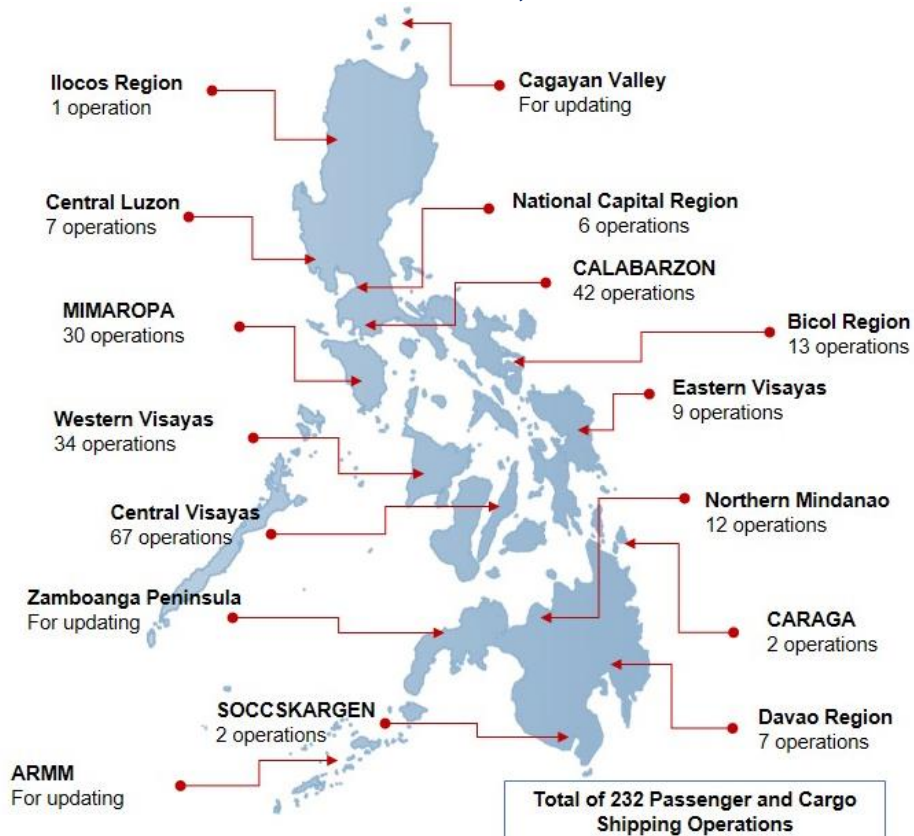 Ilocos Region
1 operation
Cagayan Valley
For updating
Central Luzon
7 operations
National Capital Region
6 operations
CALABARZON
42 operations
MIMAROPA
30 operations
Bicol Region
13 operations
Eastern Visayas
9 operations
Western Visayas
34 operations
Northern Mindanao
12 operations
Central Visayas
67 operations
Zamboanga Peninsula
For updating
CARAGA
2 operations
SOCCSKARGEN
2 operations
Davao Region
7 operations
ARMM
For updating
Total of 232 Passenger and Cargo
Shipping Operations